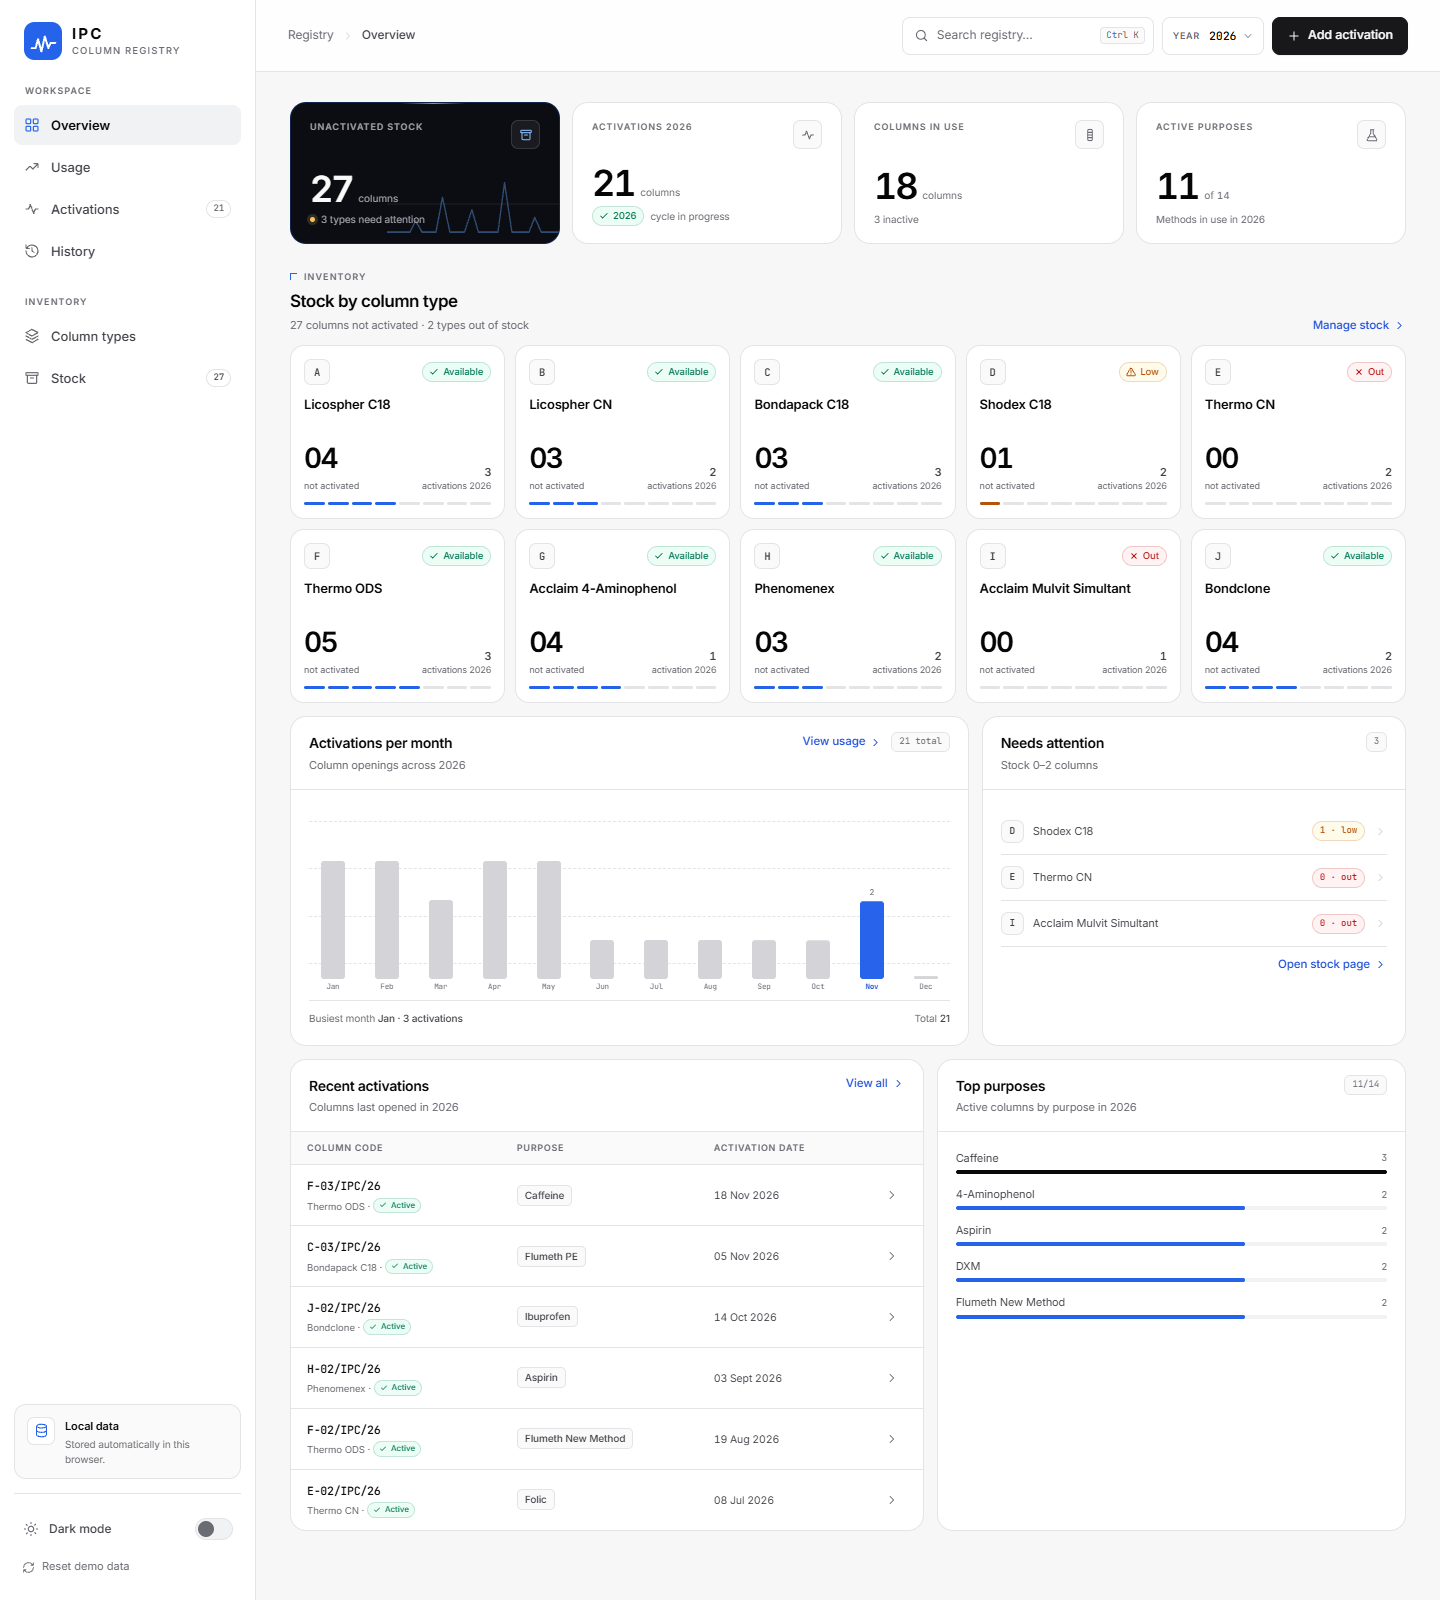 IPC
COLUMN REGISTRY
WORKSPACE
Overview
Usage
Activations 21
History
INVENTORY
Column types
Stock 27
Local data
Stored automatically in this
browser.
Dark mode
Reset demo data
Registry Overview
Search registry... Ctrl K
YEAR 2026
Add activation
UNACTIVATED STOCK
27 columns
3 types need attention
ACTIVATIONS 2026
21 columns
2026 cycle in progress
COLUMNS IN USE
18 columns
3 inactive
ACTIVE PURPOSES
11 of 14
Methods in use in 2026
INVENTORY
Stock by column type
27 columns not activated · 2 types out of stock
Manage stock
A Available
Licospher C18
04 3
not activated activations 2026
B Available
Licospher CN
03 2
not activated activations 2026
C Available
Bondapack C18
03 3
not activated activations 2026
D Low
Shodex C18
01 2
not activated activations 2026
E Out
Thermo CN
00 2
not activated activations 2026
F Available
Thermo ODS
05 3
not activated activations 2026
G Available
Acclaim 4-Aminophenol
04 1
not activated activation 2026
H Available
Phenomenex
03 2
not activated activations 2026
I Out
Acclaim Mulvit Simultant
00 1
not activated activation 2026
J Available
Bondclone
04 2
not activated activations 2026
Activations per month
Column openings across 2026
View usage 21 total
2
Jan Feb Mar Apr May Jun Jul Aug Sep Oct Nov Dec
Busiest month Jan · 3 activations Total 21
Needs attention 3
Stock 0–2 columns
D Shodex C18 1 · low
E Thermo CN 0 · out
I Acclaim Mulvit Simultant 0 · out
Open stock page
Recent activations View all
Columns last opened in 2026
COLUMN CODE PURPOSE ACTIVATION DATE
F-03/IPC/26
Thermo ODS · Active
Caffeine
18 Nov 2026
C-03/IPC/26
Bondapack C18 · Active
Flumeth PE
05 Nov 2026
J-02/IPC/26
Bondclone · Active
Ibuprofen
14 Oct 2026
H-02/IPC/26
Phenomenex · Active
Aspirin
03 Sept 2026
F-02/IPC/26
Thermo ODS · Active
Flumeth New Method
19 Aug 2026
E-02/IPC/26
Thermo CN · Active
Folic
08 Jul 2026
Top purposes 11/14
Active columns by purpose in 2026
Caffeine 3
4-Aminophenol 2
Aspirin 2
DXM 2
Flumeth New Method 2